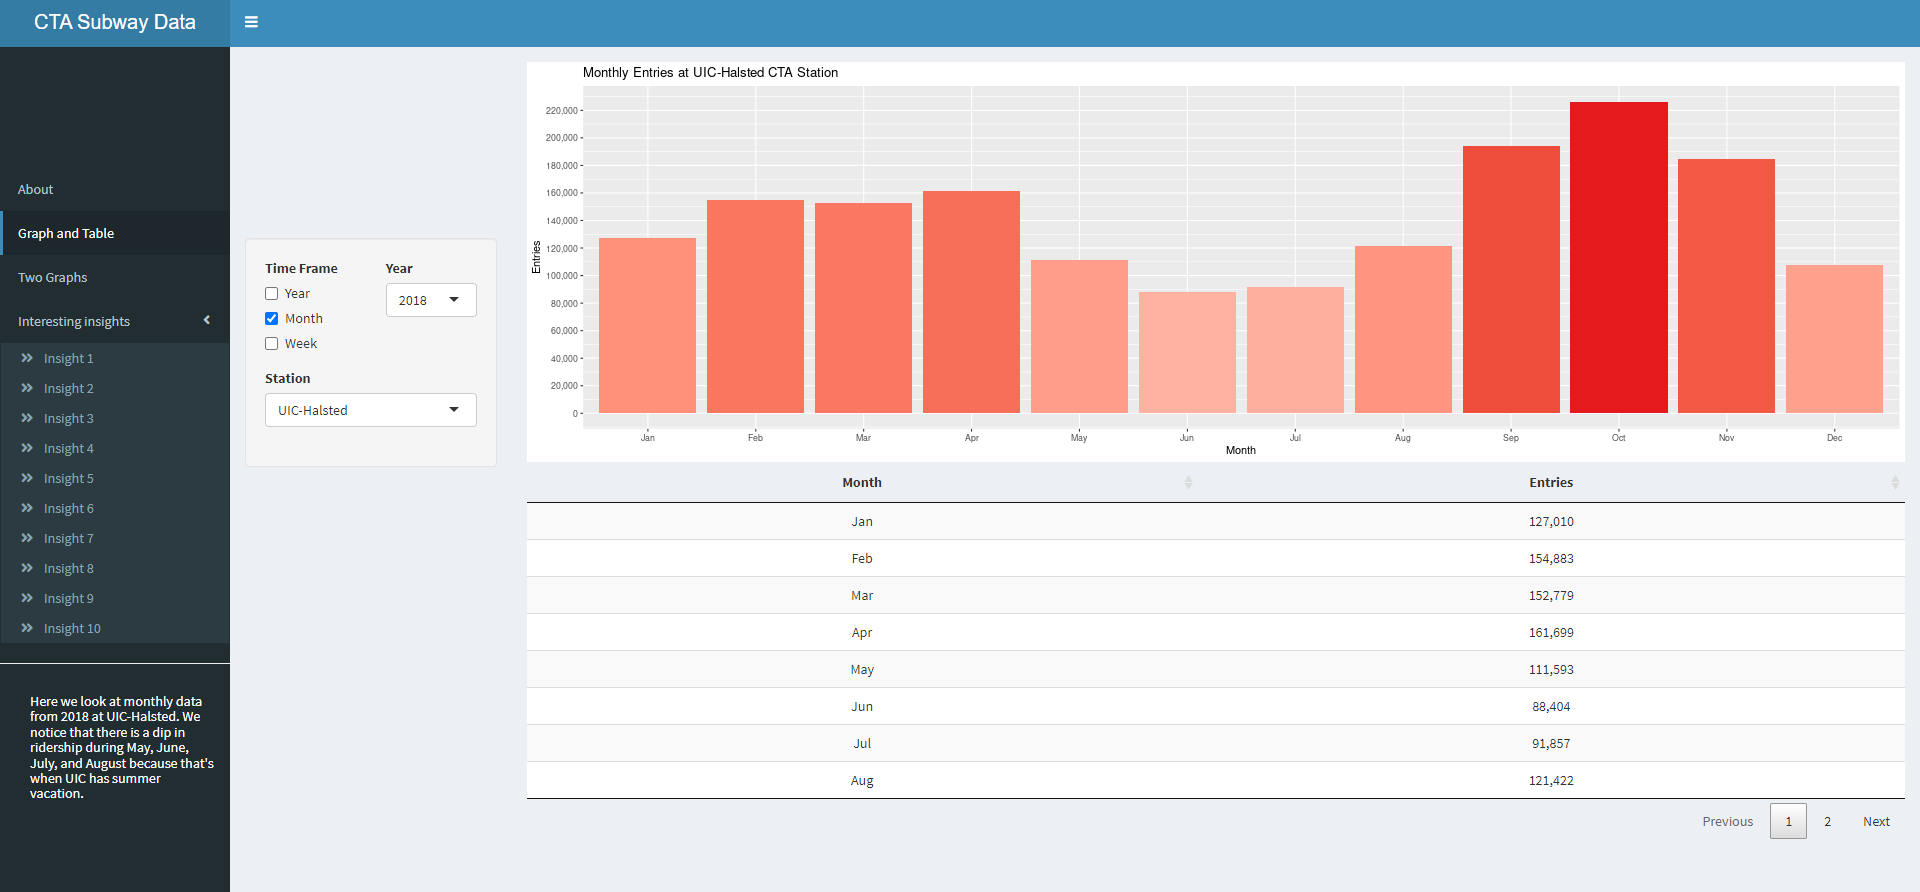 CTA Subway Data
About
Graph and Table
Two Graphs
Interesting insights
Insight 1
Insight 2
Insight 3
Insight 4
Insight 5
Insight 6
Insight 7
Insight 8
Insight 9
Insight 10
Here we look at monthly data
from 2018 at UIC-Halsted. We
notice that there is a dip in
ridership during May, June,
July, and August because that's
when UIC has summer
vacation.
Time Frame
Year
Month
Week
Year
2018
Station
UIC-Halsted
Monthly Entries at UIC-Halsted CTA Station
Entries
220,000
200,000
180,000
160,000
140,000
120,000
100,000
80,000
60,000
40,000
20,000
0
Jan Feb Mar Apr May Jun Jul Aug Sep Oct Nov Dec
Month
Month Entries
Jan 127,010
Feb 154,883
Mar 152,779
Apr 161,699
May 111,593
Jun 88,404
Jul 91,857
Aug 121,422
Previous 1 2 Next